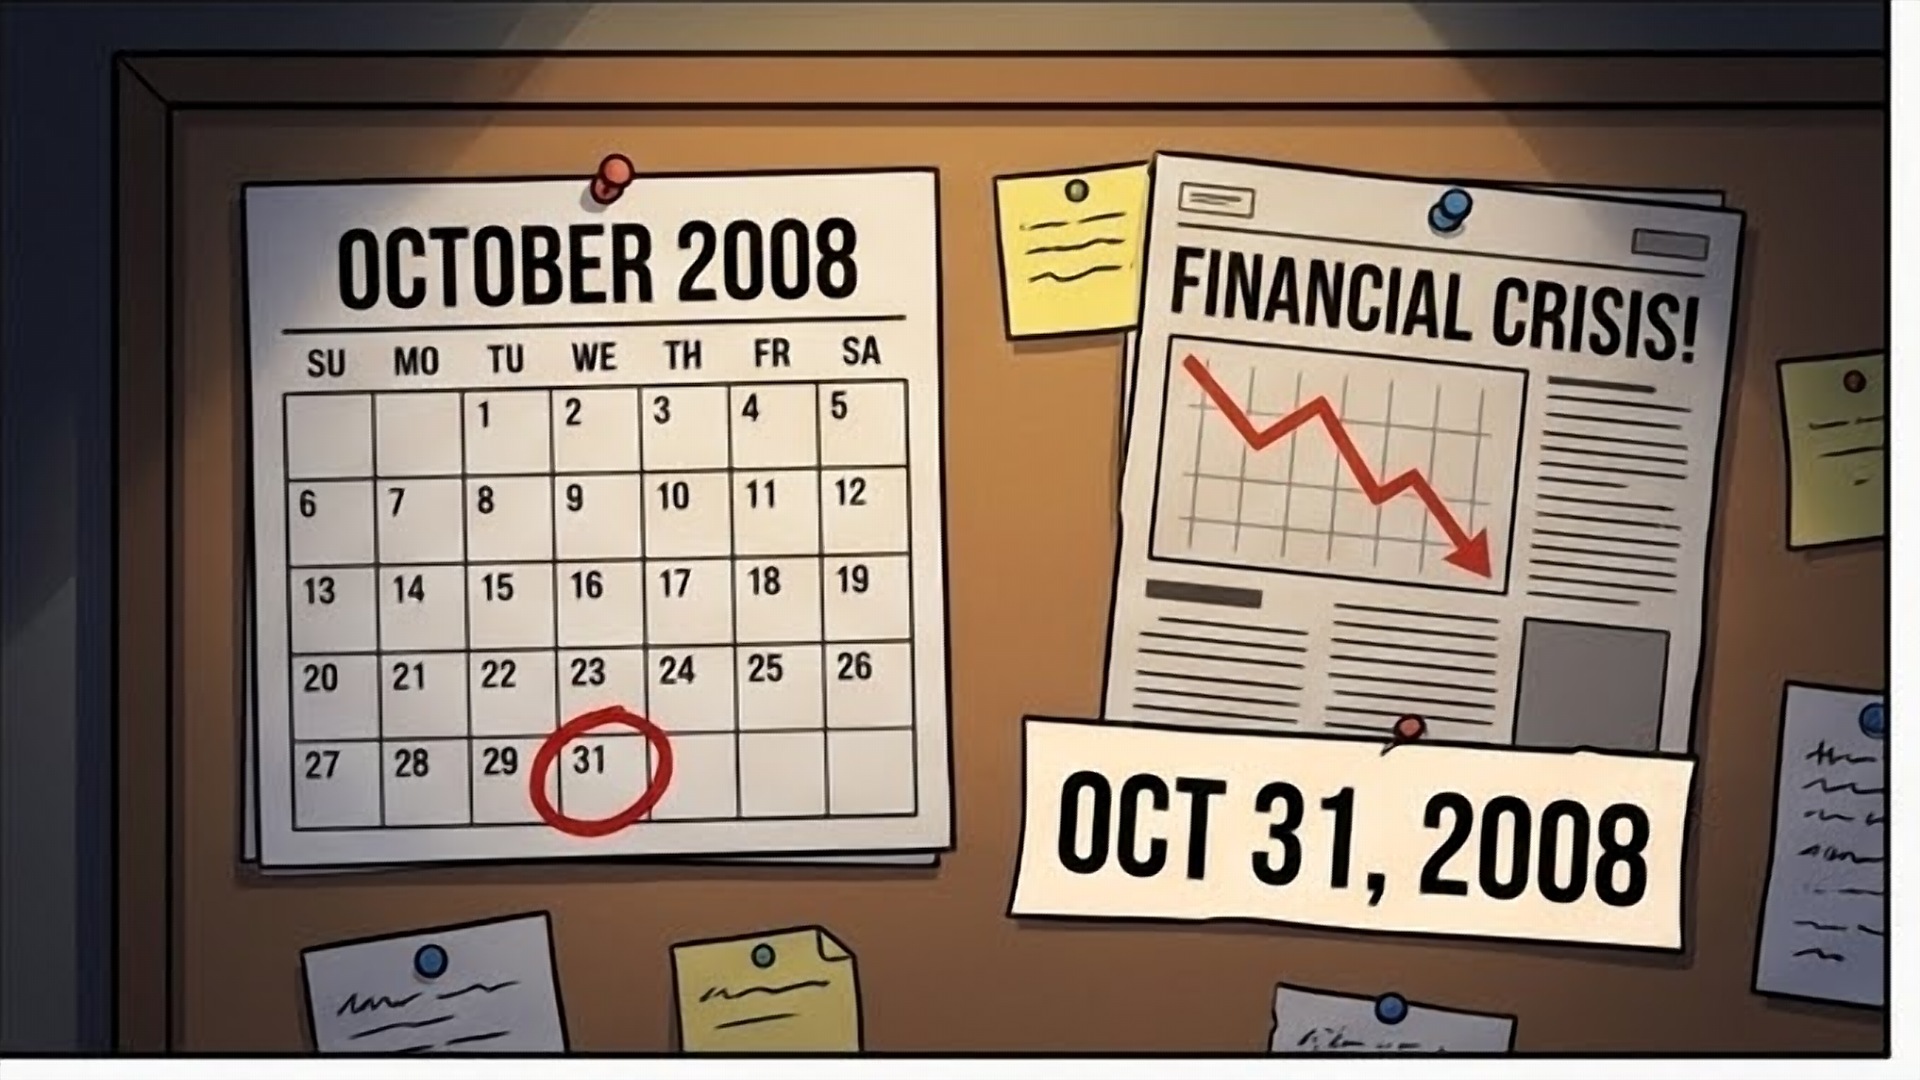 OCTOBER 2008
SU MO TU WE TH FR SA
1 2 3 4 5
6 7 8 9 10 11 12
13 14 15 16 17 18 19
20 21 22 23 24 25 26
27 28 29 31
FINANCIAL CRISIS!
OCT 31, 2008